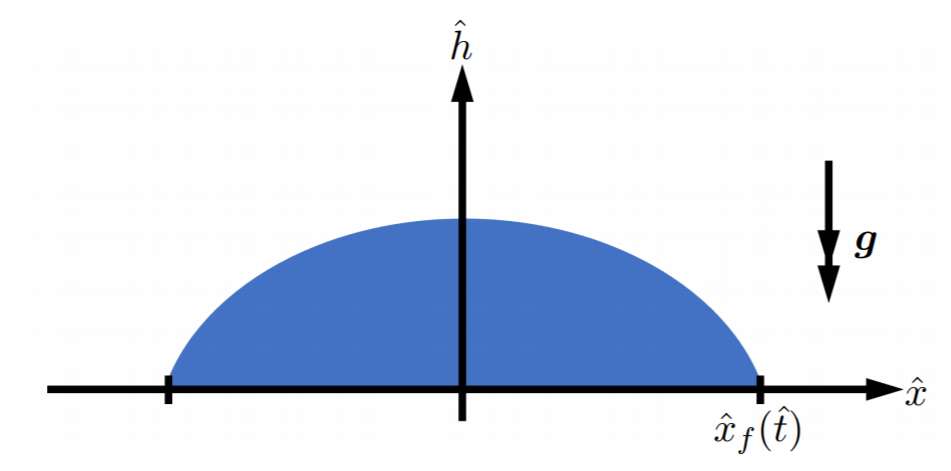 ĥ
g
x̂
x̂_f(t̂)